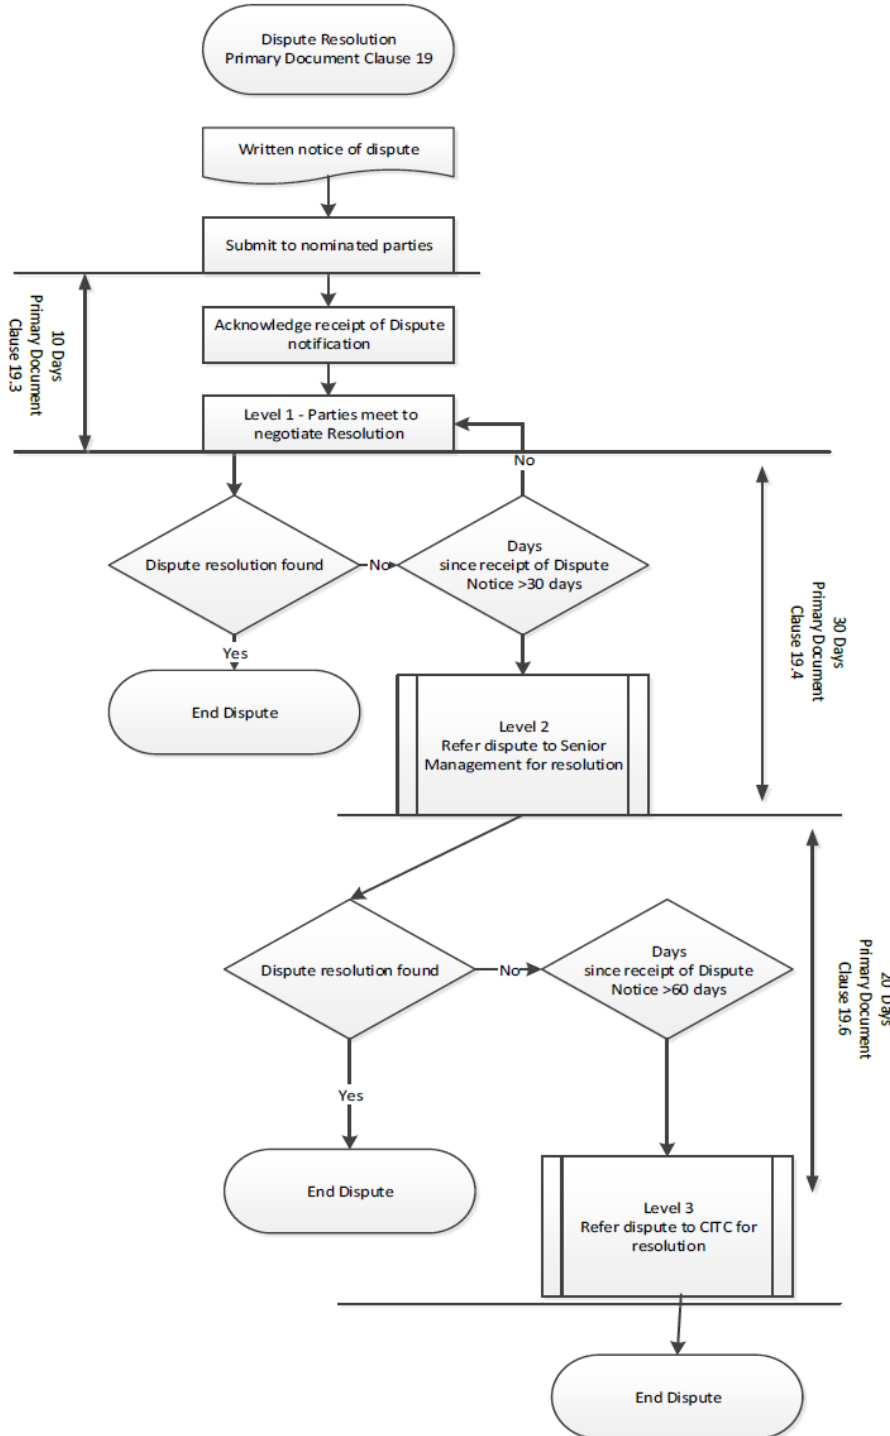 Dispute Resolution
Primary Document Clause 19
Written notice of dispute
Submit to nominated parties
10 Days
Primary Document
Clause 19.3
Acknowledge receipt of Dispute
notification
Level 1 - Parties meet to
negotiate Resolution
No
Dispute resolution found
No
Days
since receipt of Dispute
Notice >30 days
30 Days
Primary Document
Clause 19.4
Yes
End Dispute
Level 2
Refer dispute to Senior
Management for resolution
Dispute resolution found
No
Days
since receipt of Dispute
Notice >60 days
20 Days
Primary Document
Clause 19.6
Yes
End Dispute
Level 3
Refer dispute to CITC for
resolution
End Dispute